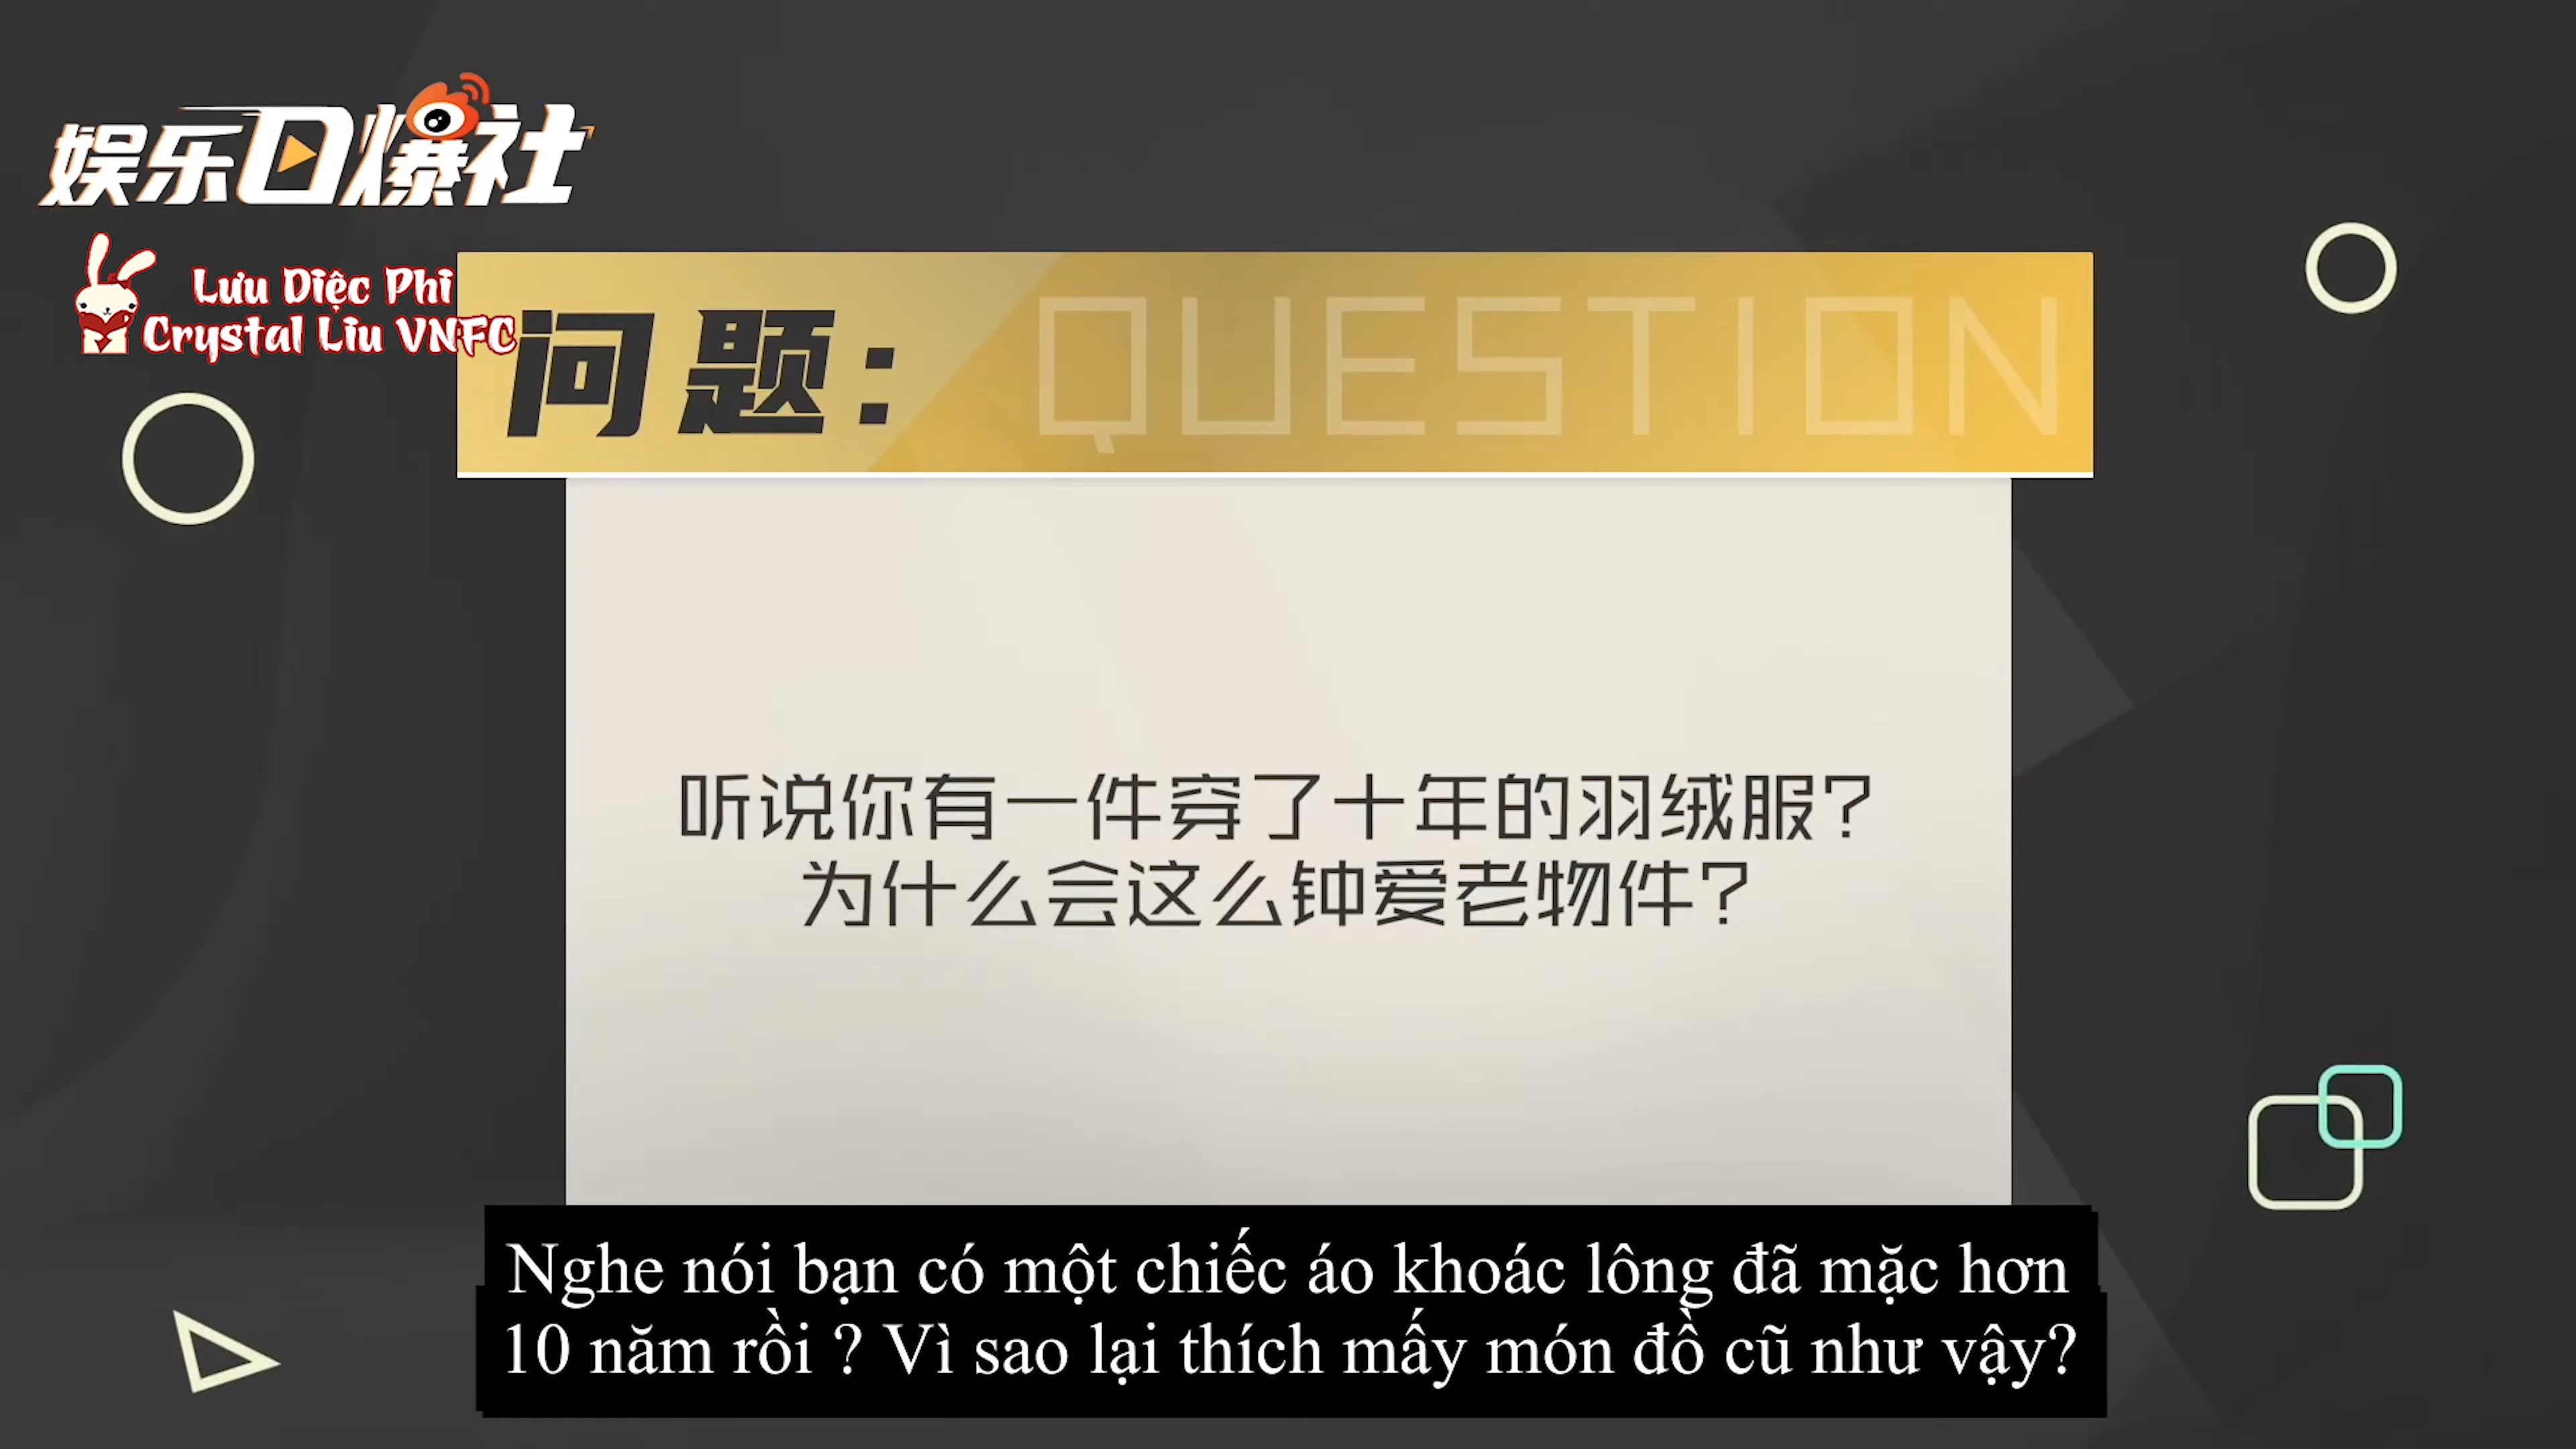 娱乐日爆社
Lưu Diệc Phi
Crystal Liu VNFC
问题: QUESTION
听说你有一件穿了十年的羽绒服?
为什么会这么钟爱老物件?
Nghe nói bạn có một chiếc áo khoác lông đã mặc hơn
10 năm rồi ? Vì sao lại thích mấy món đồ cũ như vậy?